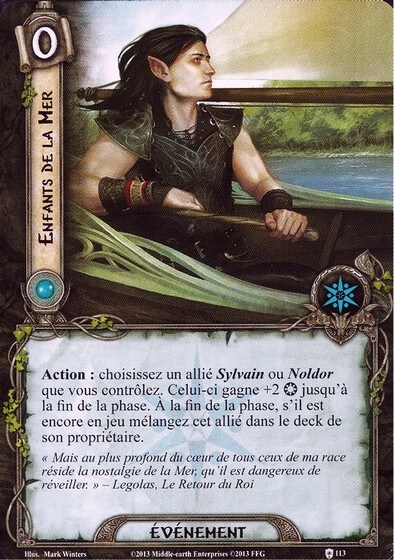 0
ENFANTS DE LA MER
Action : choisissez un allié Sylvain ou Noldor
que vous contrôlez. Celui-ci gagne +2 jusqu'à
la fin de la phase. À la fin de la phase, s'il est
encore en jeu mélangez cet allié dans le deck de
son propriétaire.
« Mais au plus profond du cœur de tous ceux de ma race
réside la nostalgie de la Mer, qu'il est dangereux de
réveiller. » – Legolas, Le Retour du Roi
ÉVÉNEMENT
Illus. Mark Winters ©2013 Middle-earth Enterprises ©2013 FFG 113